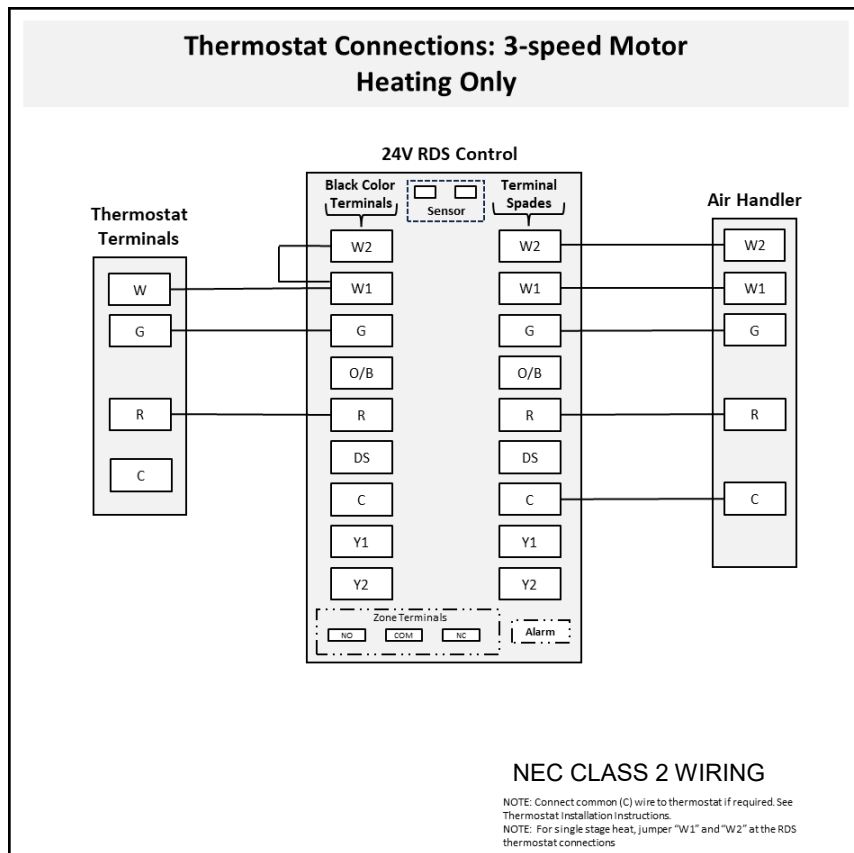 Thermostat Connections: 3-speed Motor
Heating Only
24V RDS Control
Black Color
Terminals
Sensor
Terminal
Spades
Thermostat
Terminals
Air Handler
W
G
R
C
W2
W1
G
O/B
R
DS
C
Y1
Y2
W2
W1
G
O/B
R
DS
C
Y1
Y2
W2
W1
G
R
C
Zone Terminals
NO
COM
NC
Alarm
NEC CLASS 2 WIRING
NOTE: Connect common (C) wire to thermostat if required. See
Thermostat Installation Instructions.
NOTE: For single stage heat, jumper "W1" and "W2" at the RDS
thermostat connections